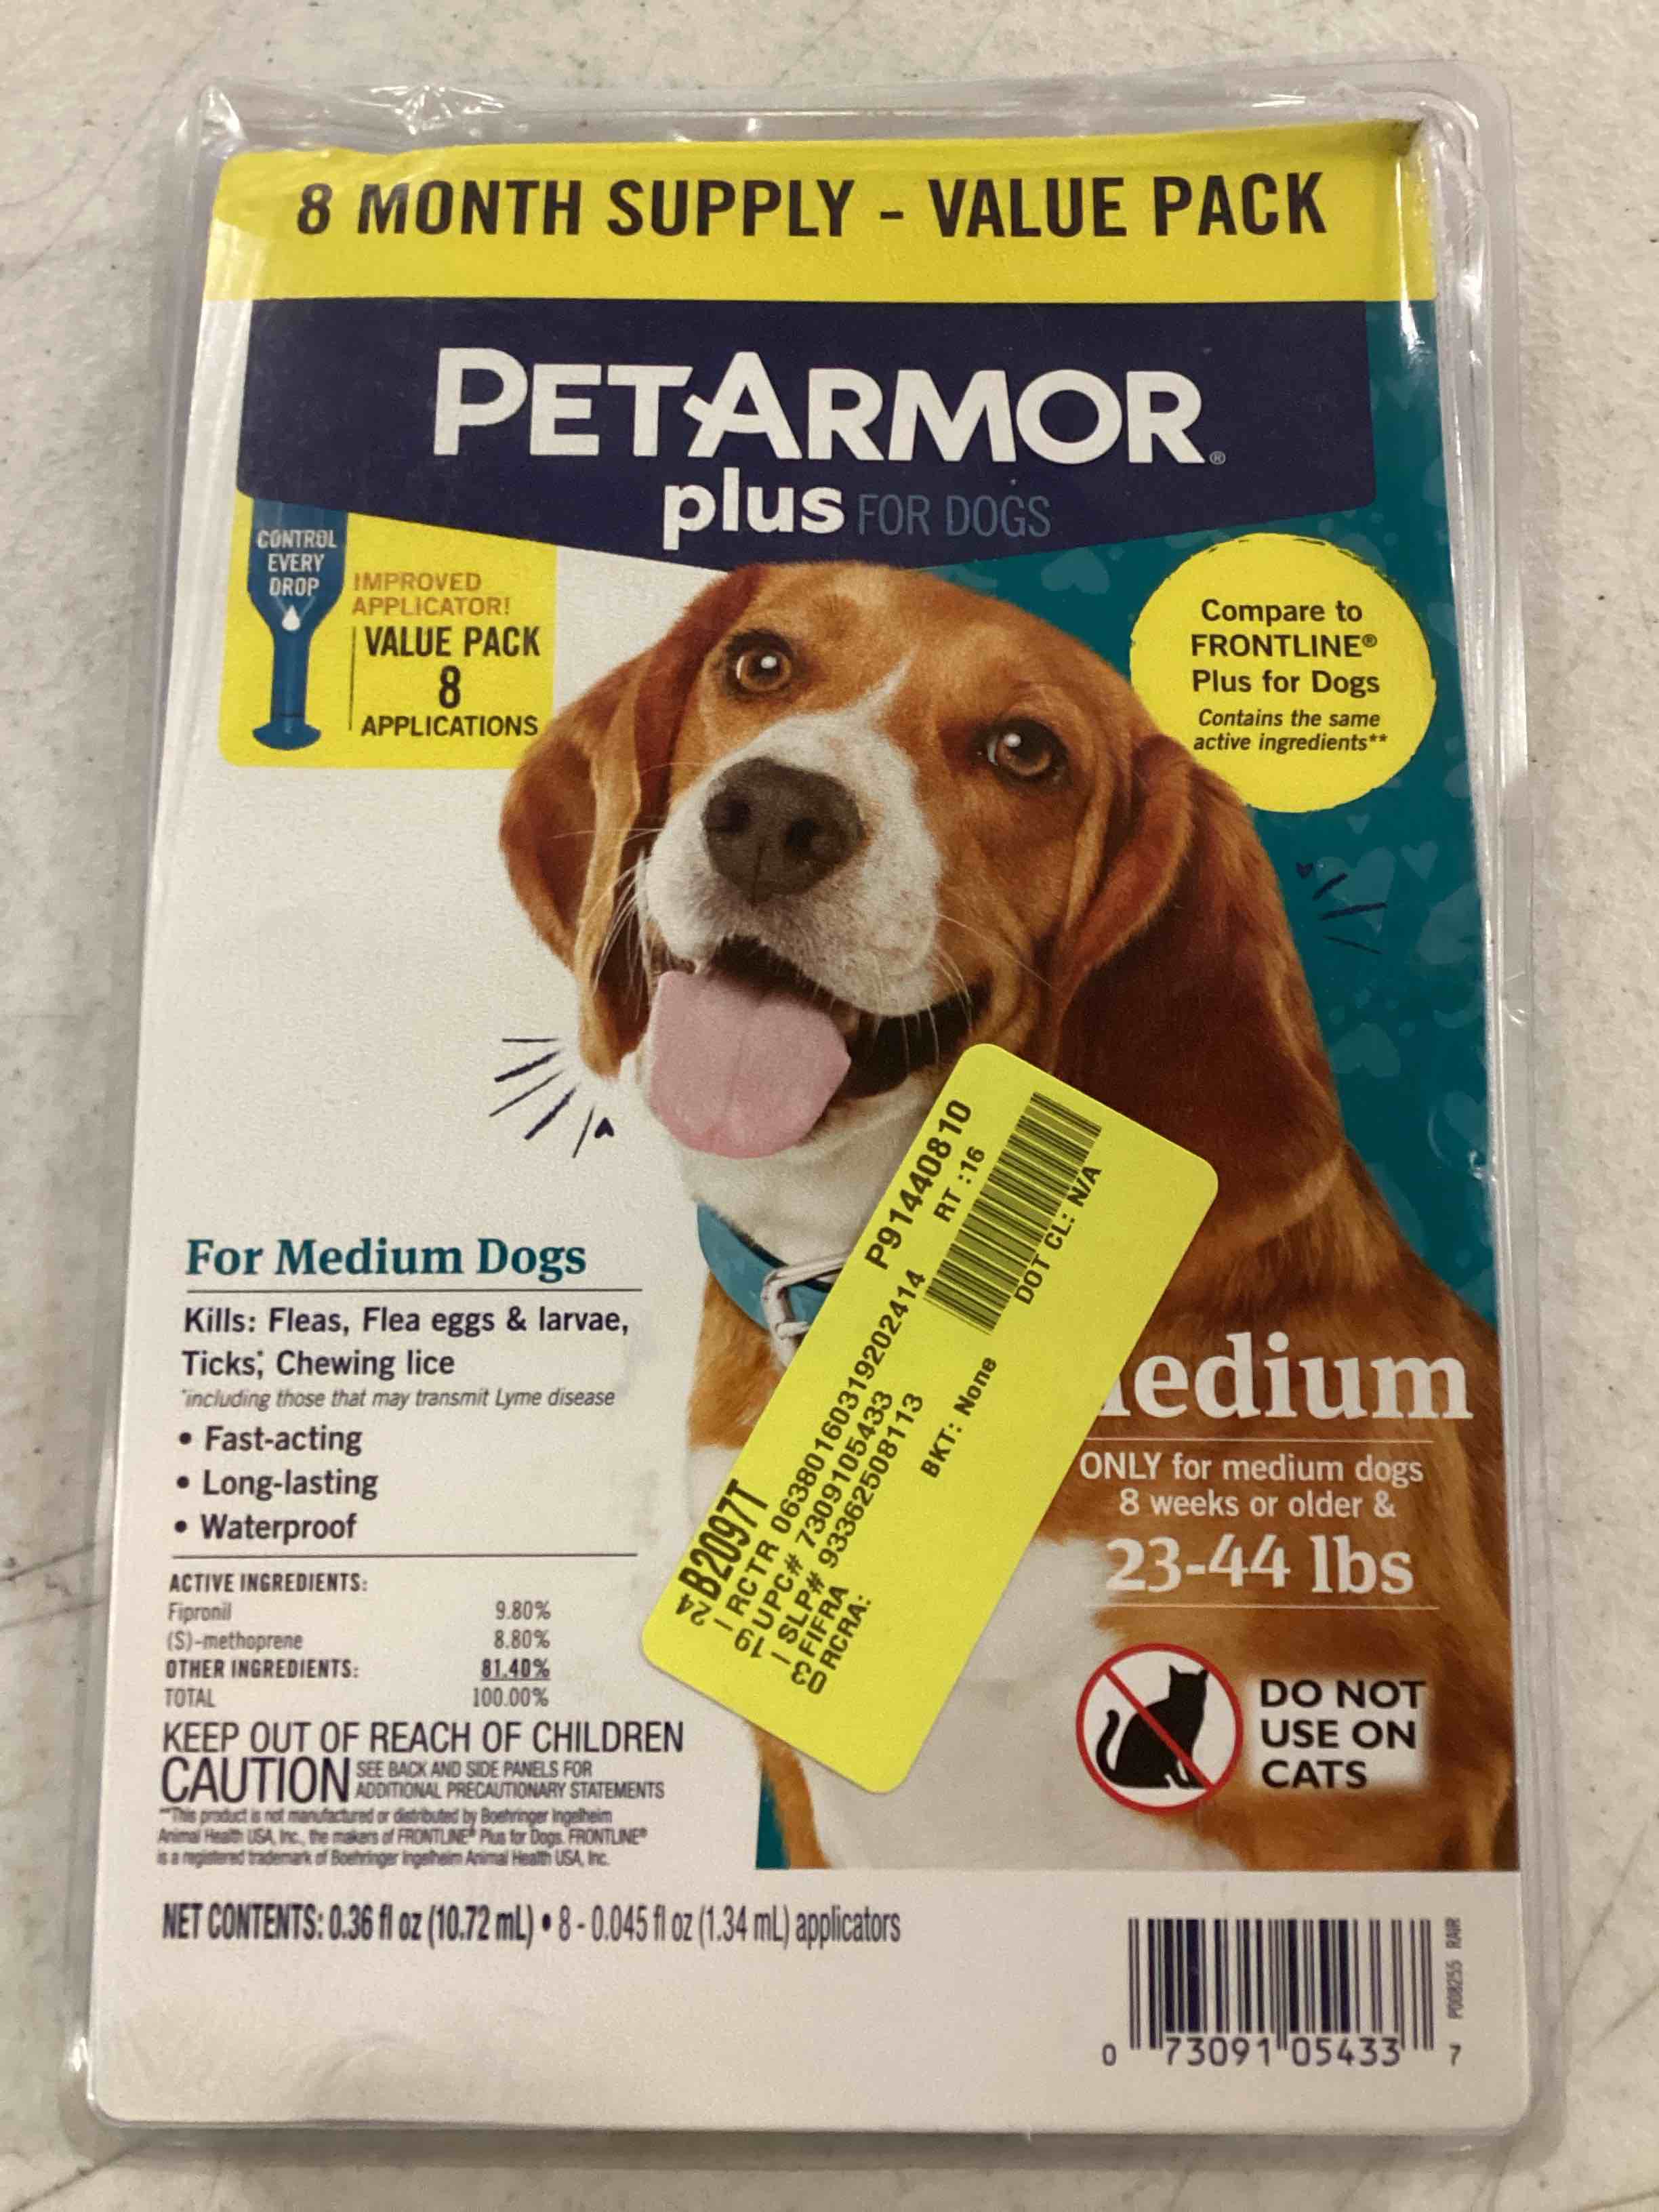 8 MONTH SUPPLY - VALUE PACK
PETARMOR®
plus FOR DOGS
CONTROL
EVERY
DROP
IMPROVED
APPLICATOR!
VALUE PACK
8
APPLICATIONS
Compare to
FRONTLINE®
Plus for Dogs
Contains the same
active ingredients**
For Medium Dogs
Kills: Fleas, Flea eggs & larvae,
Ticks,* Chewing lice
*including those that may transmit Lyme disease
• Fast-acting
• Long-lasting
• Waterproof
ACTIVE INGREDIENTS:
Fipronil 9.80%
(S)-methoprene 8.80%
OTHER INGREDIENTS: 81.40%
TOTAL 100.00%
KEEP OUT OF REACH OF CHILDREN
CAUTION SEE BACK AND SIDE PANELS FOR
ADDITIONAL PRECAUTIONARY STATEMENTS
**This product is not manufactured or distributed by Boehringer Ingelheim
Animal Health USA, Inc., the makers of FRONTLINE® Plus for Dogs. FRONTLINE®
is a registered trademark of Boehringer Ingelheim Animal Health USA, Inc.
NET CONTENTS: 0.36 fl oz (10.72 mL) • 8 - 0.045 fl oz (1.34 mL) applicators
P91440810
RT :16
DOT CL: N/A
BKT: None
24 B2097T
RCTR 06380160319202414
UPC# 7309105433
SLP# 93362508113
FIFRA
RCRA:
edium
ONLY for medium dogs
8 weeks or older &
23-44 lbs
DO NOT
USE ON
CATS
0 73091 05433 7
P008255 RAIR